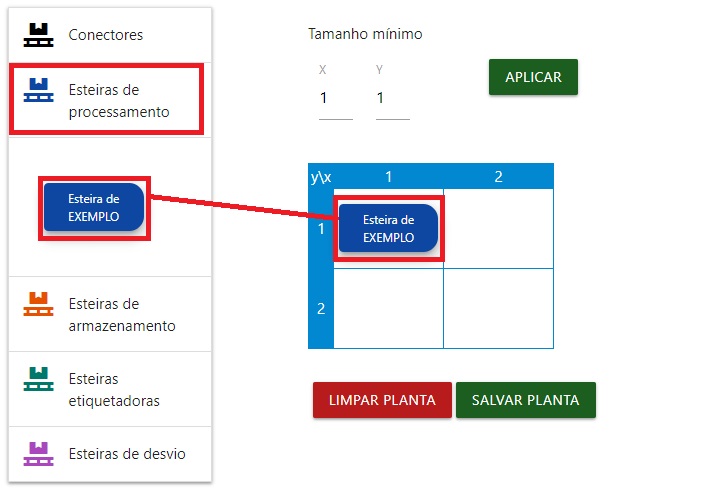 Conectores
Esteiras de
processamento
Esteira de
EXEMPLO
Esteiras de
armazenamento
Esteiras
etiquetadoras
Esteiras de desvio
Tamanho mínimo
X Y
1 1
APLICAR
y\x 1 2
1
Esteira de
EXEMPLO
2
LIMPAR PLANTA SALVAR PLANTA